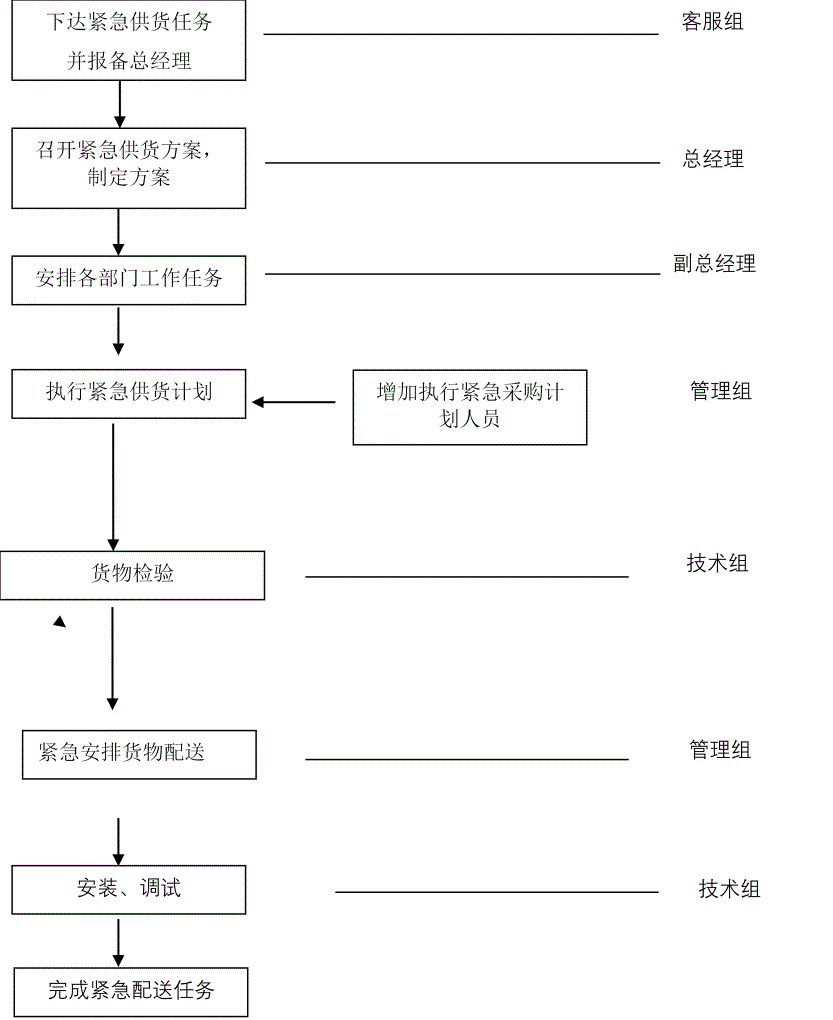 下达紧急供货任务
并报备总经理
客服组
召开紧急供货方案，
制定方案
总经理
安排各部门工作任务
副总经理
执行紧急供货计划
增加执行紧急采购计
划人员
管理组
货物检验
技术组
紧急安排货物配送
管理组
安装、调试
技术组
完成紧急配送任务